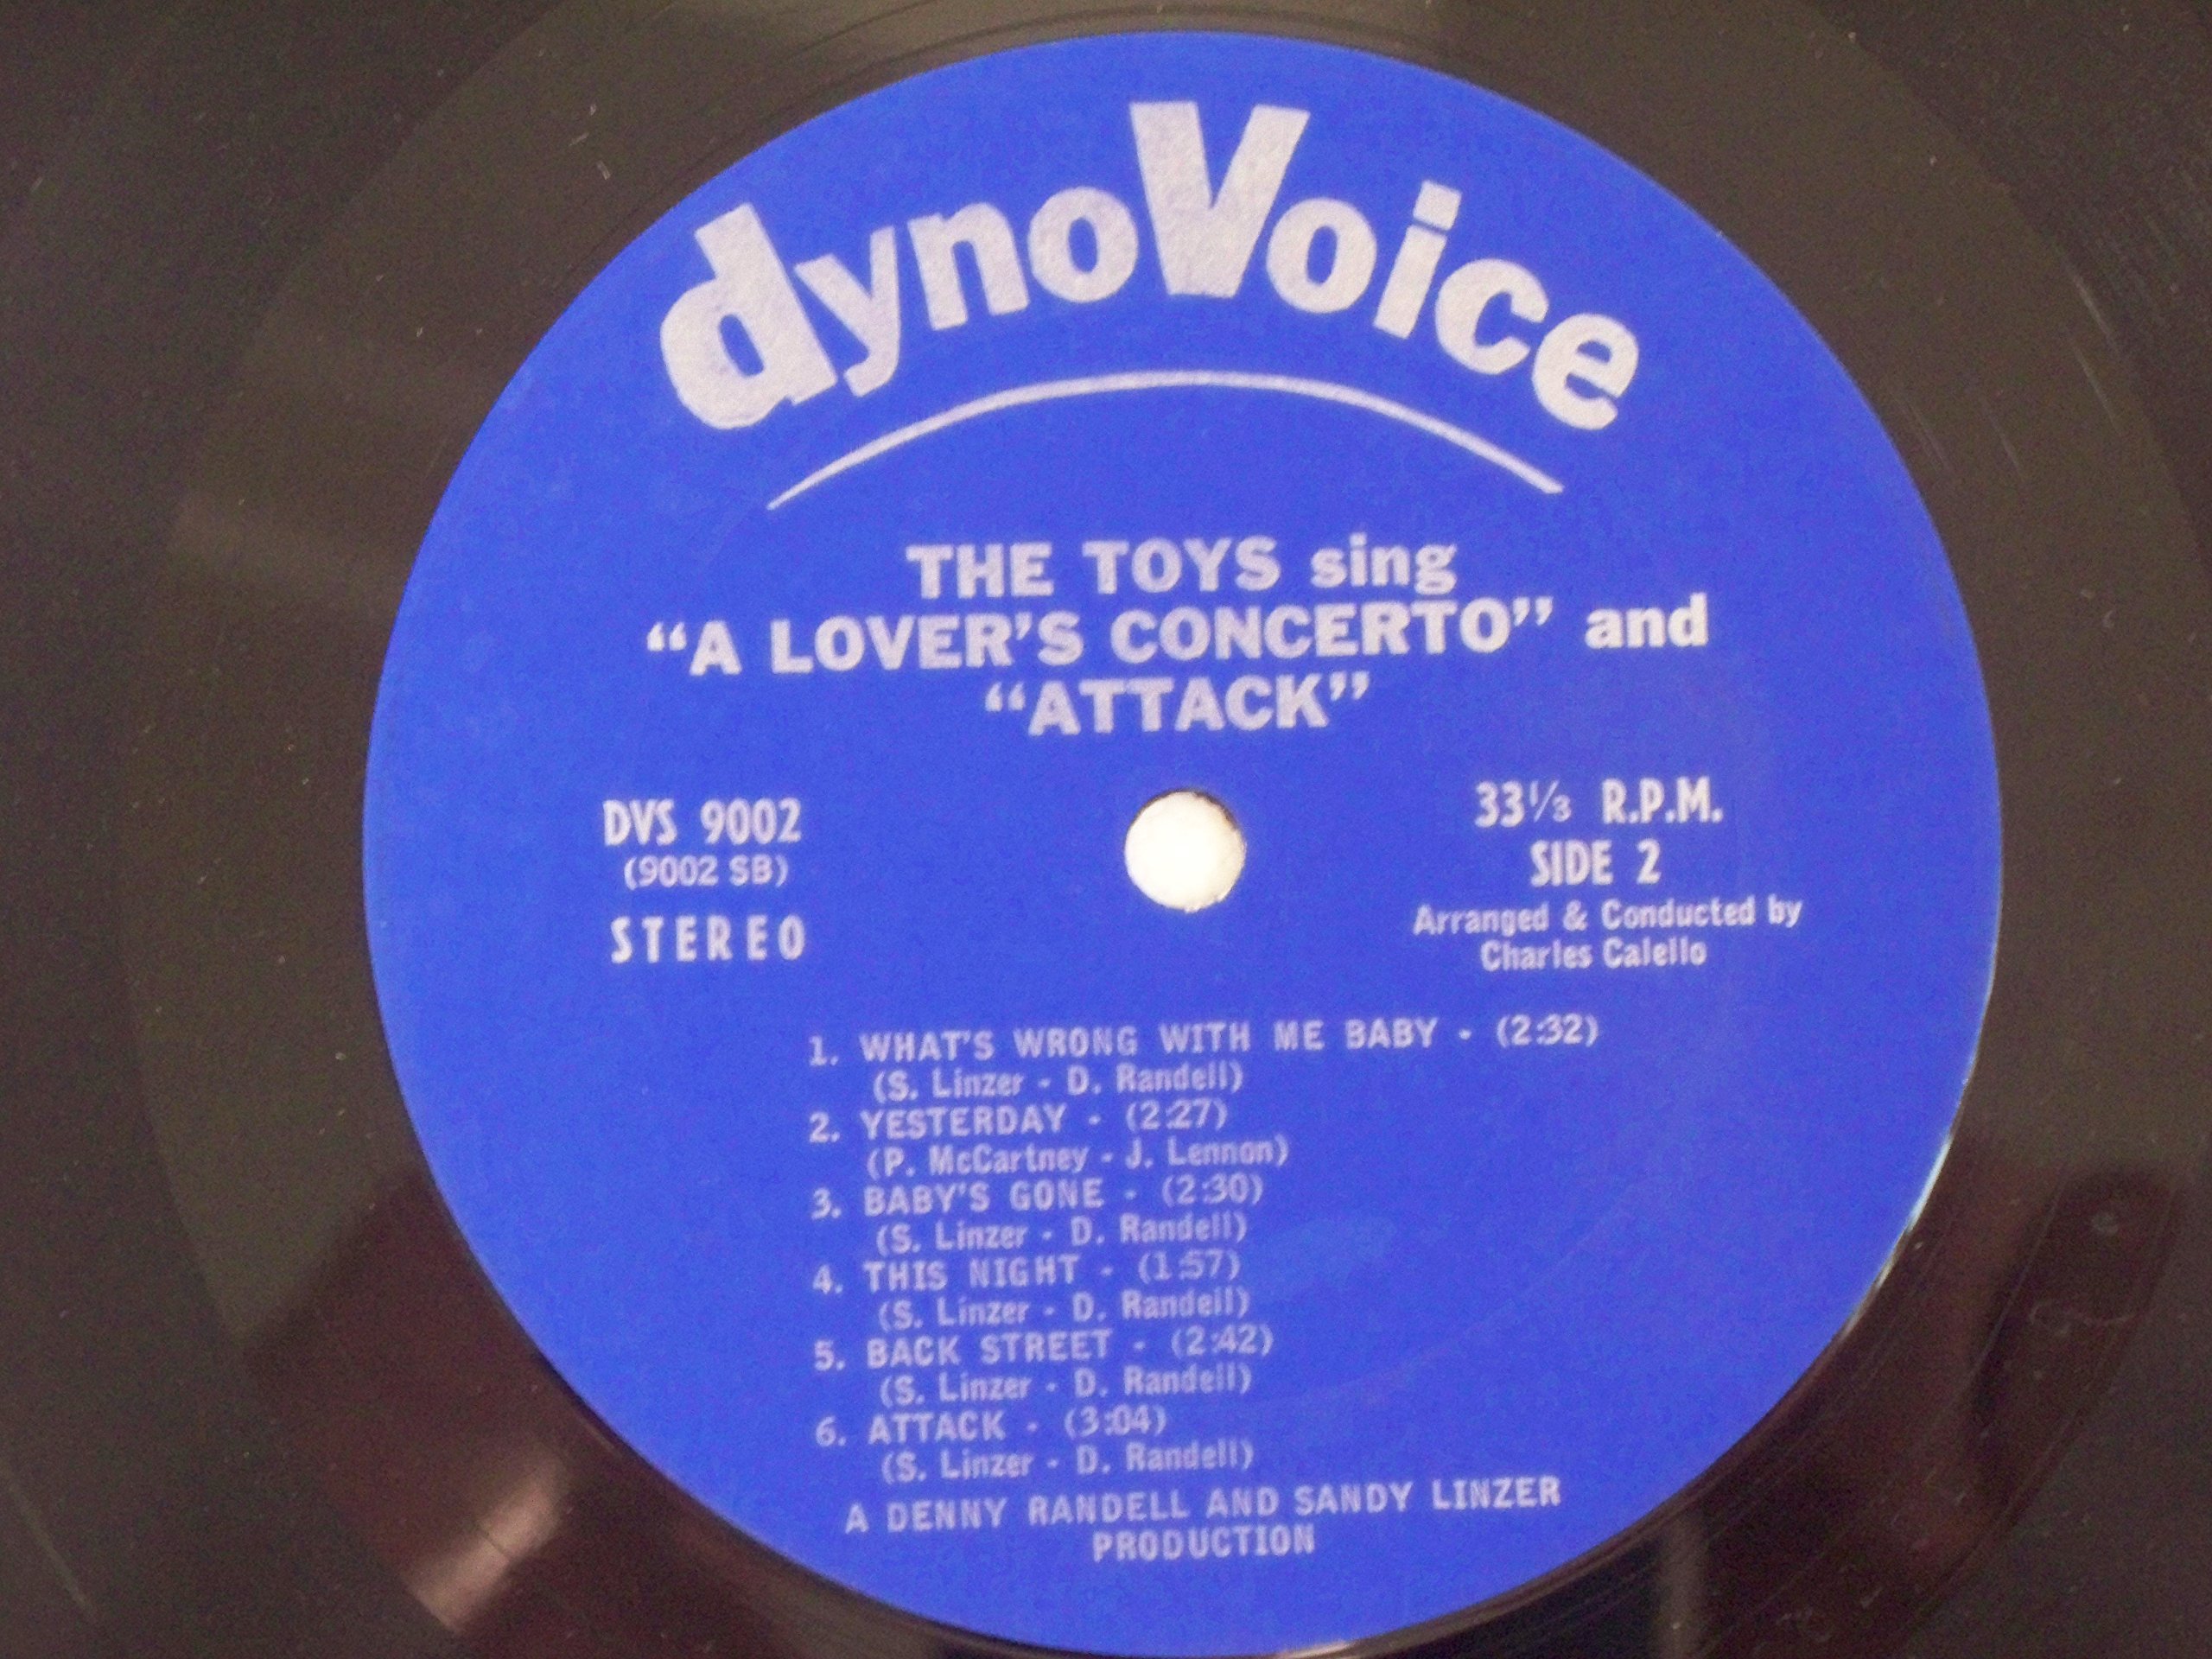 dynoVoice
THE TOYS sing
“A LOVER’S CONCERTO” and
“ATTACK”
DVS 9002
(9002 SB)
STEREO
33⅓ R.P.M.
SIDE 2
Arranged & Conducted by
Charles Calello
1. WHAT'S WRONG WITH ME BABY - (2:32)
(S. Linzer - D. Randell)
2. YESTERDAY - (2:27)
(P. McCartney - J. Lennon)
3. BABY'S GONE - (2:30)
(S. Linzer - D. Randell)
4. THIS NIGHT - (1:57)
(S. Linzer - D. Randell)
5. BACK STREET - (2:42)
(S. Linzer - D. Randell)
6. ATTACK - (3:04)
(S. Linzer - D. Randell)
A DENNY RANDELL AND SANDY LINZER
PRODUCTION